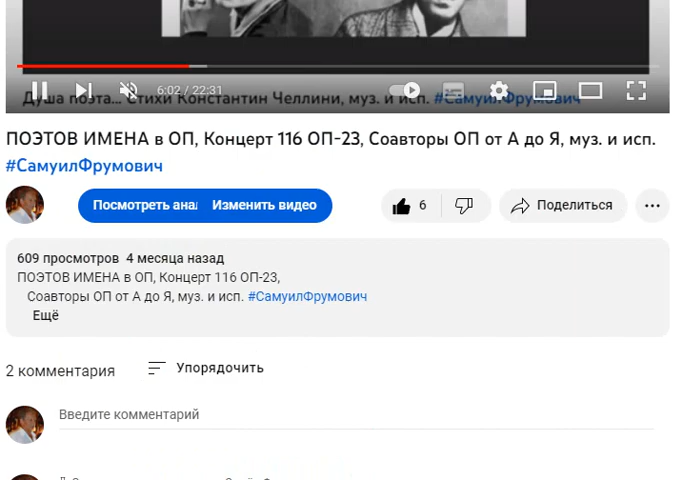 6:02 / 22:31
Душа поэта... Стихи Константин Челлини, муз. и исп. #СамуилФрумович
ПОЭТОВ ИМЕНА в ОП, Концерт 116 ОП-23, Соавторы ОП от А до Я, муз. и исп.
#СамуилФрумович
Посмотреть ана Изменить видео 6 Поделиться
609 просмотров 4 месяца назад
ПОЭТОВ ИМЕНА в ОП, Концерт 116 ОП-23,
Соавторы ОП от А до Я, муз. и исп. #СамуилФрумович
Ещё
2 комментария Упорядочить
Введите комментарий